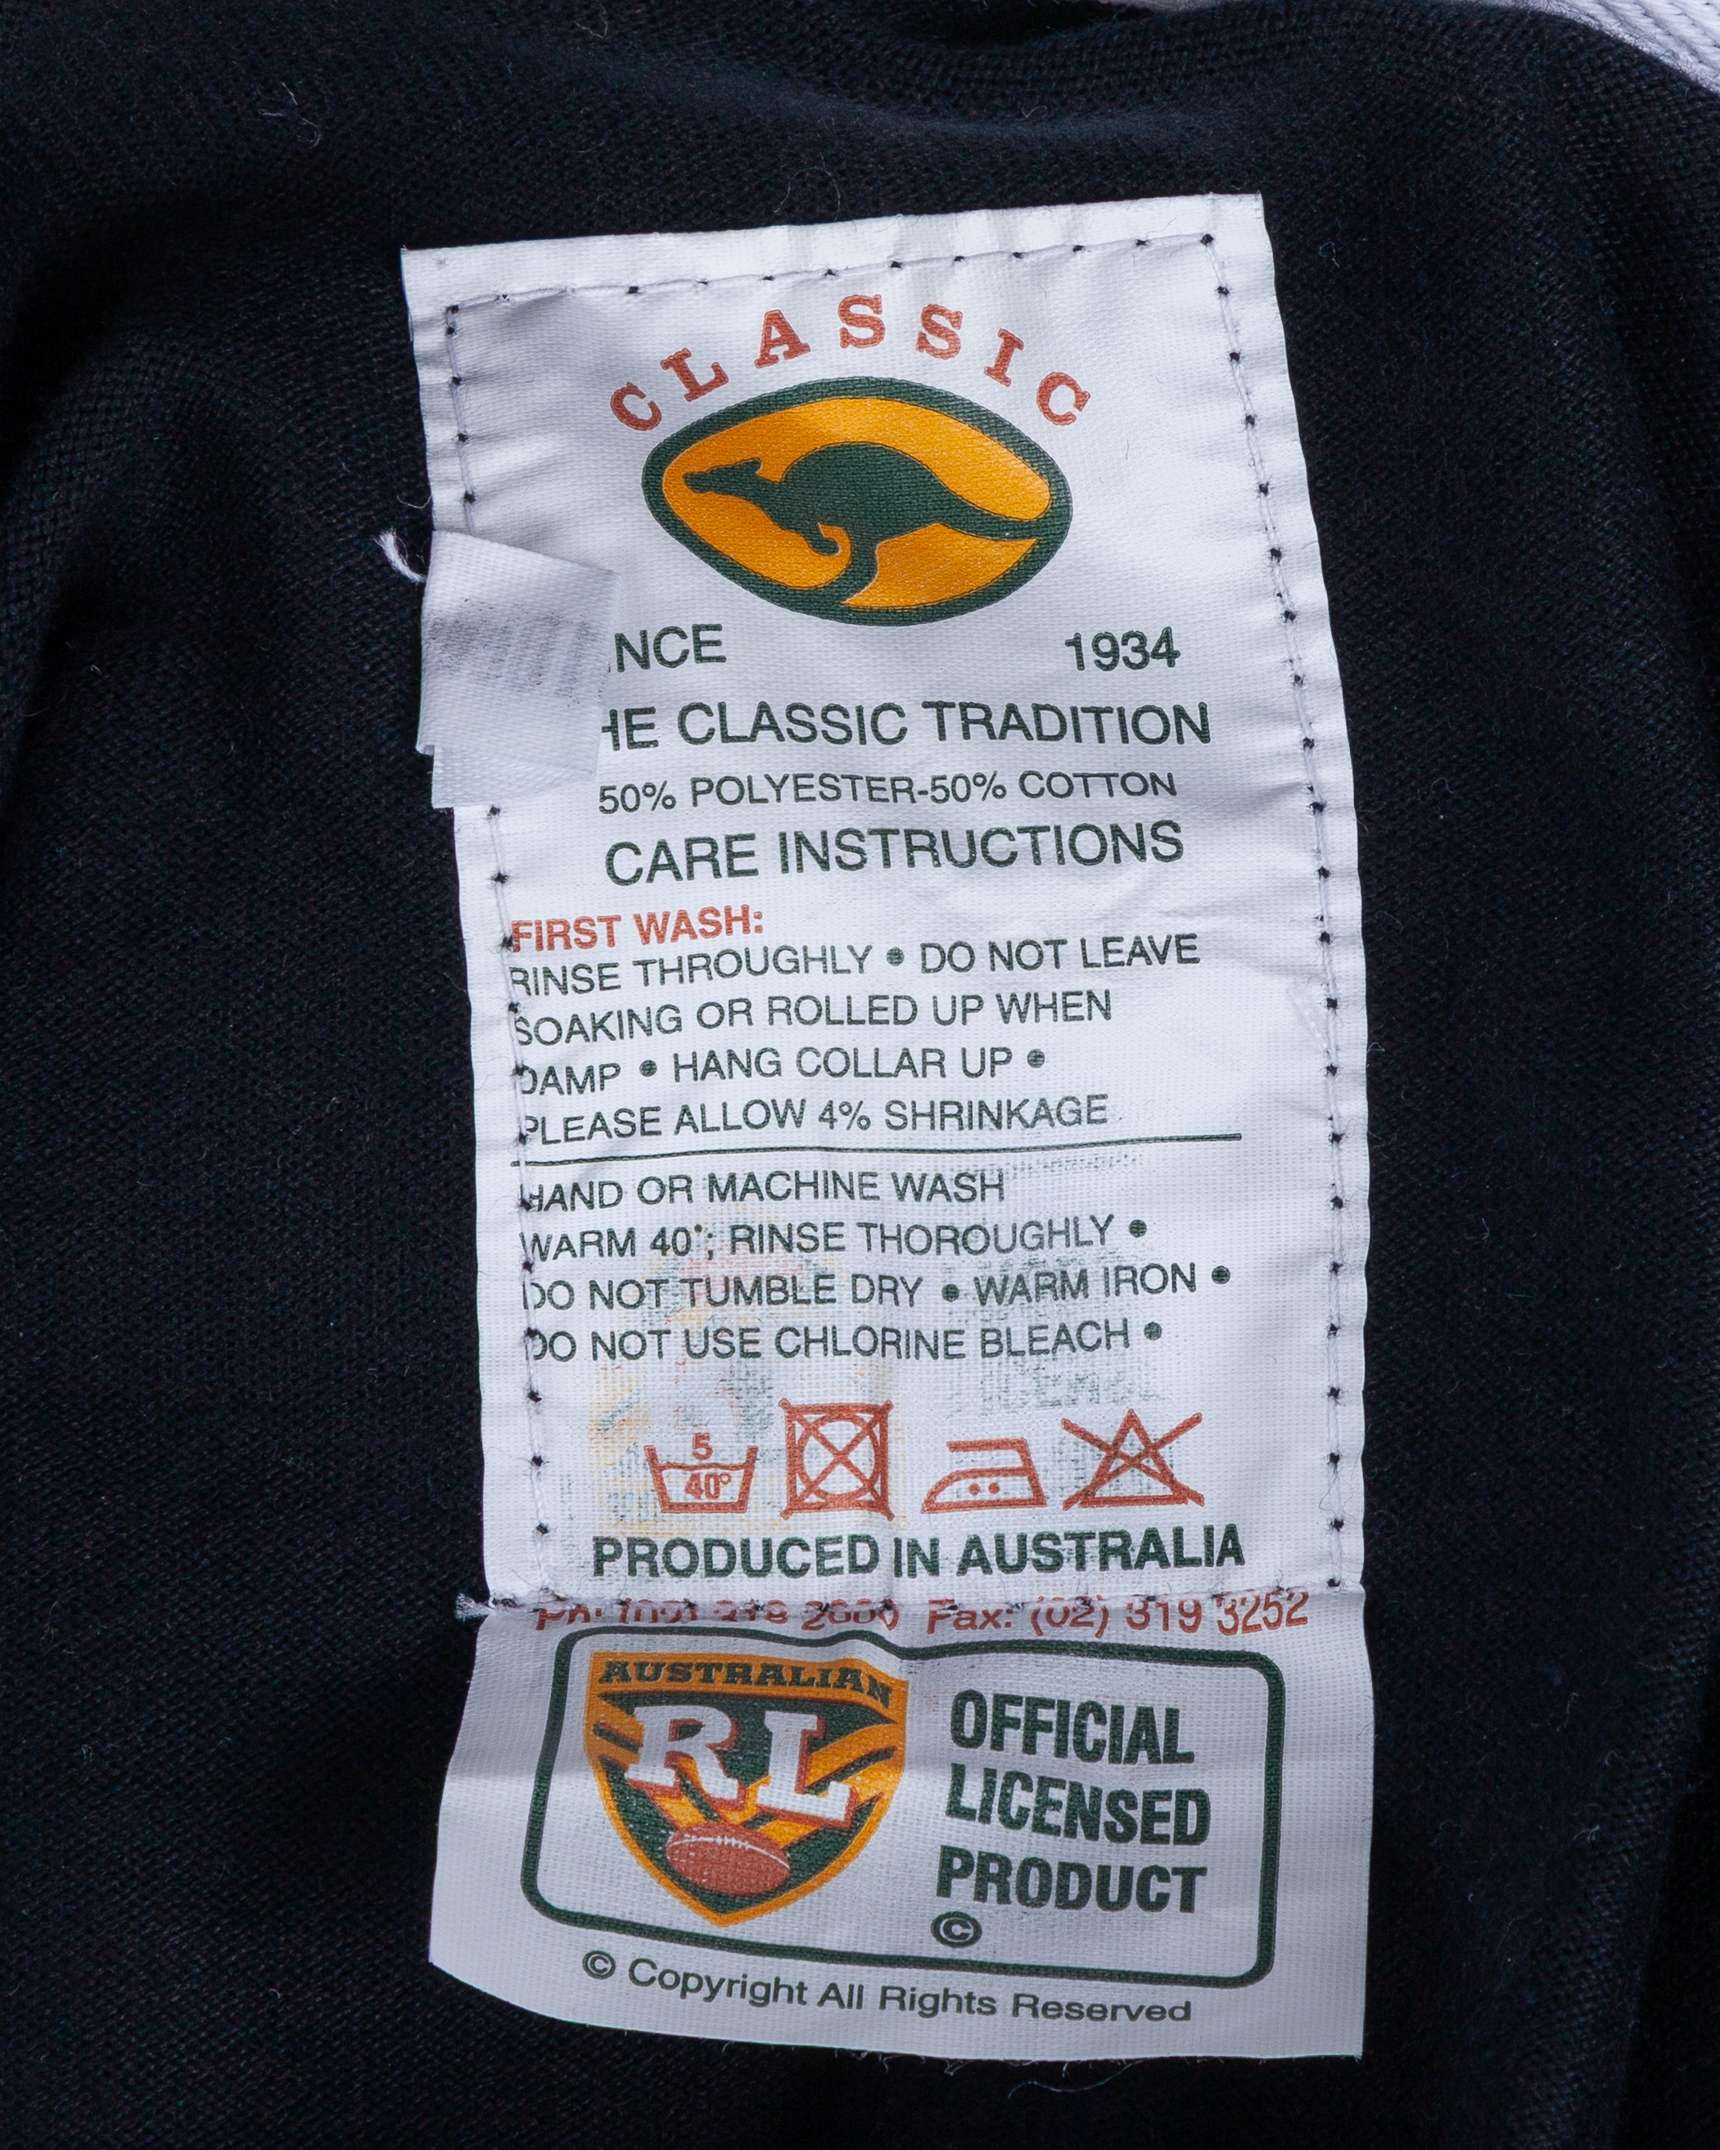 CLASSIC
NCE 1934
HE CLASSIC TRADITION
50% POLYESTER-50% COTTON
CARE INSTRUCTIONS
FIRST WASH:
RINSE THROUGHLY • DO NOT LEAVE
SOAKING OR ROLLED UP WHEN
DAMP • HANG COLLAR UP •
PLEASE ALLOW 4% SHRINKAGE
HAND OR MACHINE WASH
WARM 40°; RINSE THOROUGHLY •
DO NOT TUMBLE DRY • WARM IRON •
DO NOT USE CHLORINE BLEACH •
5
40°
PRODUCED IN AUSTRALIA
Ph: (02) Fax: (02) 319 3252
AUSTRALIAN
RL
OFFICIAL
LICENSED
PRODUCT
©
© Copyright All Rights Reserved